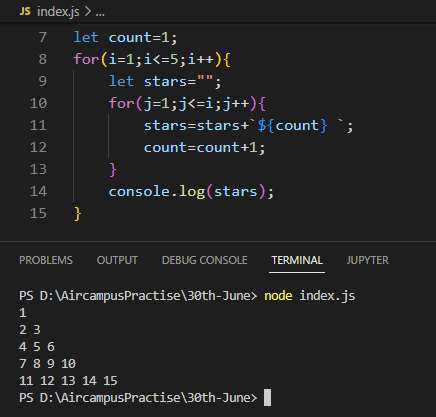 JS index.js > ...
7 let count=1;
8 for(i=1;i<=5;i++){
9     let stars="";
10     for(j=1;j<=i;j++){
11         stars=stars+`${count} `;
12         count=count+1;
13     }
14     console.log(stars);
15 }
PROBLEMS OUTPUT DEBUG CONSOLE TERMINAL JUPYTER
PS D:\AircampusPractise\30th-June> node index.js
1
2 3
4 5 6
7 8 9 10
11 12 13 14 15
PS D:\AircampusPractise\30th-June>